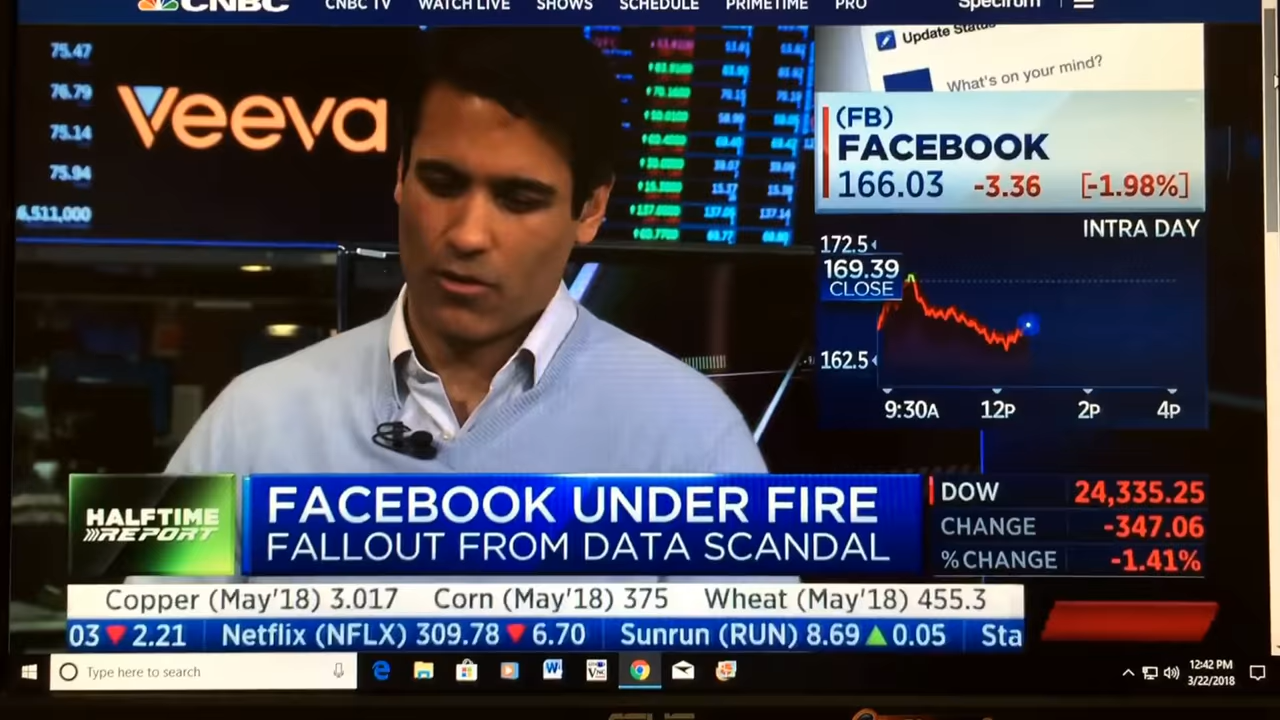 CNBC
CNBC TV WATCH LIVE SHOWS SCHEDULE PRIMETIME PRO
Spectrum
75.47
76.79
75.14
75.94
6,511,000
veeva
Update Status
What's on your mind?
(FB)
FACEBOOK
166.03 -3.36 [-1.98%]
INTRA DAY
172.5
169.39
CLOSE
162.5
9:30A 12P 2P 4P
HALFTIME
REPORT
FACEBOOK UNDER FIRE
FALLOUT FROM DATA SCANDAL
DOW 24,335.25
CHANGE -347.06
% CHANGE -1.41%
Copper (May'18) 3.017 Corn (May'18) 375 Wheat (May'18) 455.3
03 ▼ 2.21 Netflix (NFLX) 309.78 ▼ 6.70 Sunrun (RUN) 8.69 ▲ 0.05 Sta
Type here to search
12:42 PM
3/22/2018